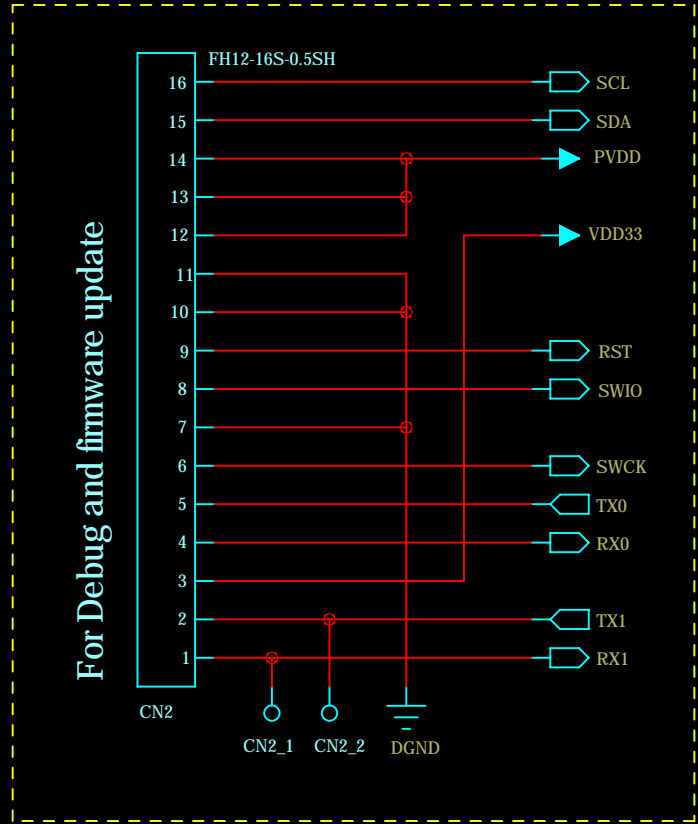 FH12-16S-0.5SH
16 SCL
15 SDA
14 PVDD
13
12 VDD33
11
10
9 RST
8 SWIO
7
6 SWCK
5 TX0
4 RX0
3
2 TX1
1 RX1
For Debug and firmware update
CN2
CN2_1 CN2_2 DGND